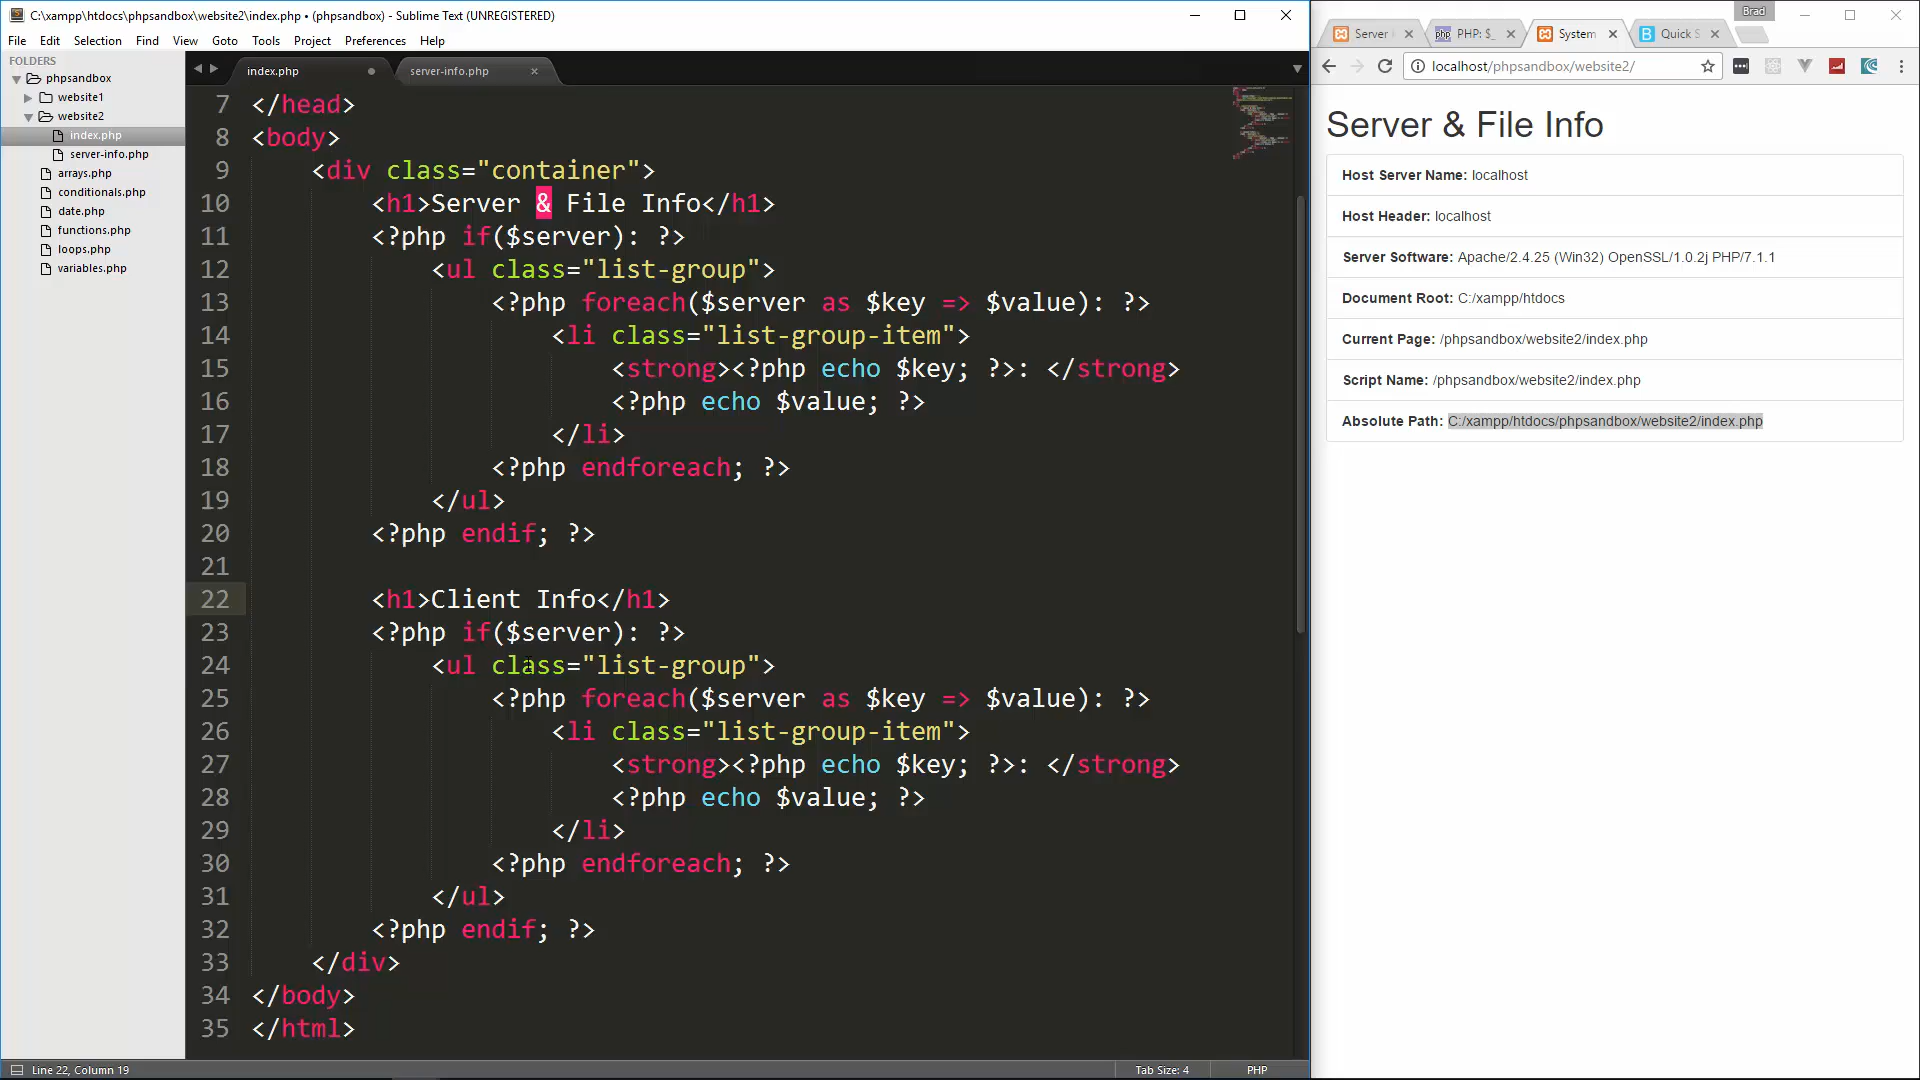 C:\xampp\htdocs\phpsandbox\website2\index.php • (phpsandbox) - Sublime Text (UNREGISTERED)
File Edit Selection Find View Goto Tools Project Preferences Help
FOLDERS
phpsandbox
website1
website2
index.php
server-info.php
arrays.php
conditionals.php
date.php
functions.php
loops.php
variables.php
index.php server-info.php
7 </head>
8 <body>
9 <div class="container">
10 <h1>Server & File Info</h1>
11 <?php if($server): ?>
12 <ul class="list-group">
13 <?php foreach($server as $key => $value): ?>
14 <li class="list-group-item">
15 <strong><?php echo $key; ?>: </strong>
16 <?php echo $value; ?>
17 </li>
18 <?php endforeach; ?>
19 </ul>
20 <?php endif; ?>
21
22 <h1>Client Info</h1>
23 <?php if($server): ?>
24 <ul class="list-group">
25 <?php foreach($server as $key => $value): ?>
26 <li class="list-group-item">
27 <strong><?php echo $key; ?>: </strong>
28 <?php echo $value; ?>
29 </li>
30 <?php endforeach; ?>
31 </ul>
32 <?php endif; ?>
33 </div>
34 </body>
35 </html>
Line 22, Column 19 Tab Size: 4 PHP
Brad
Server PHP: $_ System Quick S
localhost/phpsandbox/website2/
Server & File Info
Host Server Name: localhost
Host Header: localhost
Server Software: Apache/2.4.25 (Win32) OpenSSL/1.0.2j PHP/7.1.1
Document Root: C:/xampp/htdocs
Current Page: /phpsandbox/website2/index.php
Script Name: /phpsandbox/website2/index.php
Absolute Path: C:/xampp/htdocs/phpsandbox/website2/index.php